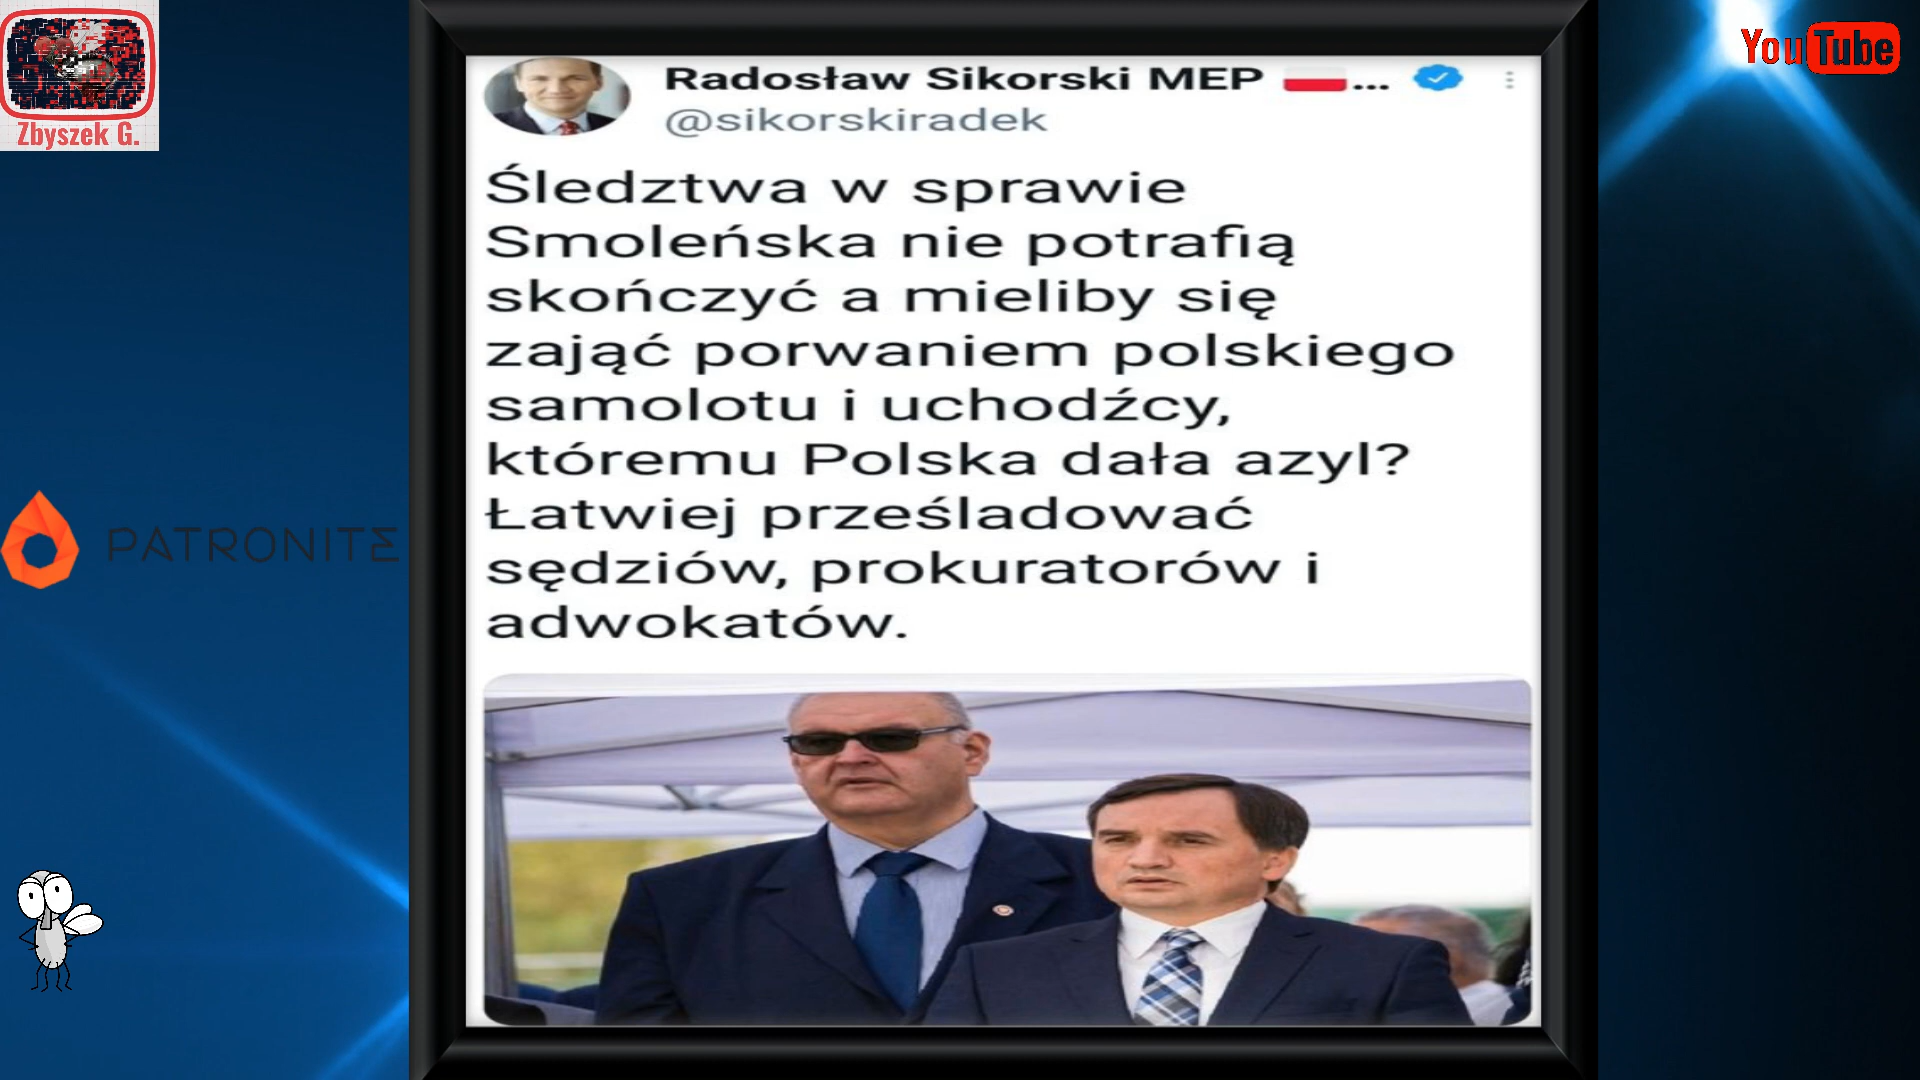 Zbyszek G.
YouTube
Radosław Sikorski MEP 🇵🇱...
@sikorskiradek
Śledztwa w sprawie
Smoleńska nie potrafią
skończyć a mieliby się
zająć porwaniem polskiego
samolotu i uchodźcy,
któremu Polska dała azyl?
Łatwiej prześladować
sędziów, prokuratorów i
adwokatów.
PATRONITE